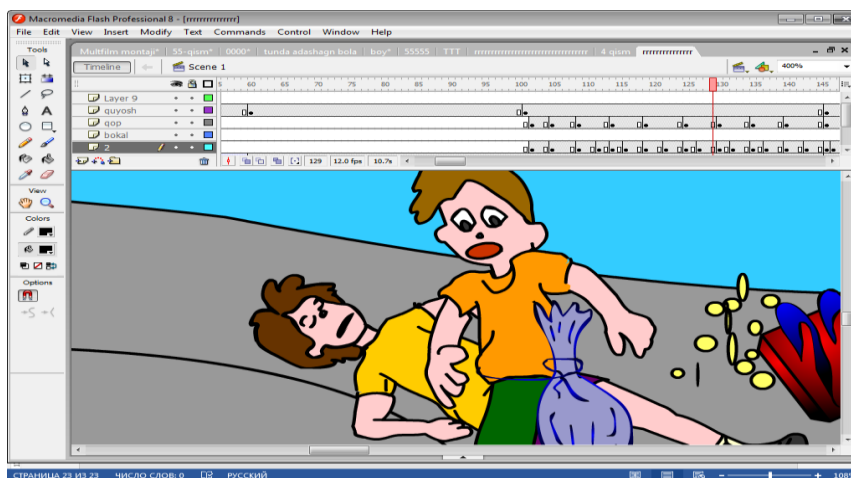 Macromedia Flash Professional 8 - [rrrrrrrrrrrrrrr]
File Edit View Insert Modify Text Commands Control Window Help
Tools
Multfilm montaji* 55-qism* 0000* tunda adashagn bola boy* 55555 TTT 4 qism
Timeline Scene 1 400%
60 65 70 75 80 85 90 95 100 105 110 115 120 125 130 135 140 145
Layer 9
quyosh
qop
bokal
2
129 12.0 fps 10.7s
View
Colors
Options
СТРАНИЦА 23 ИЗ 23 ЧИСЛО СЛОВ: 0 РУССКИЙ